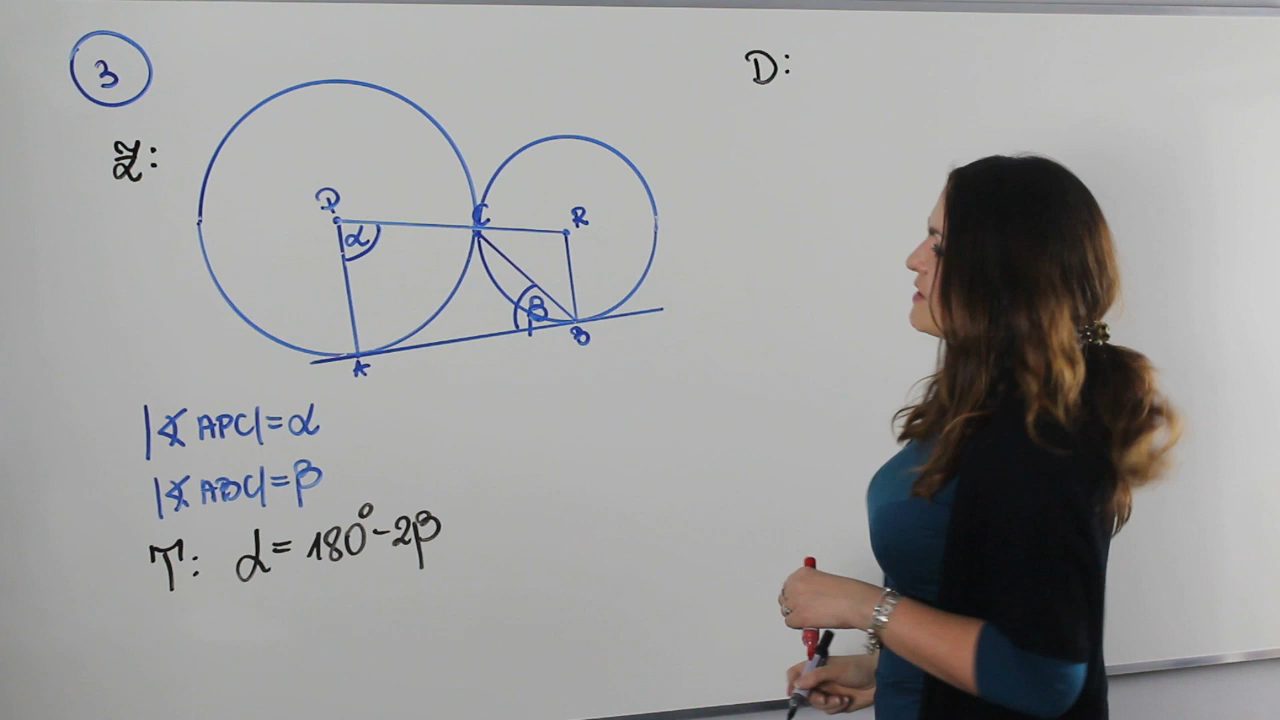 3
Z:
D:
P
C
R
α
β
B
A
|∢ APC| = α
|∢ ABC| = β
T: α = 180° - 2β